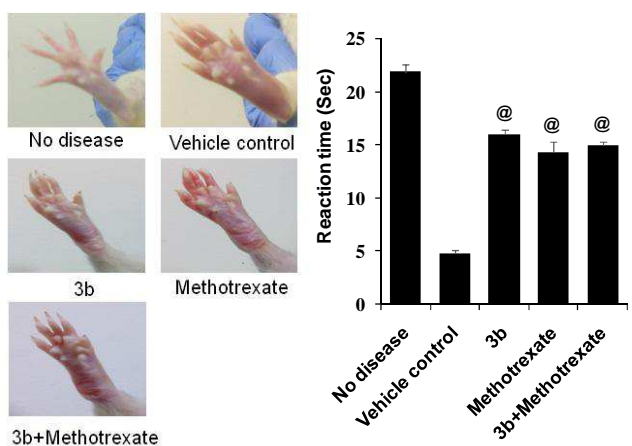 No disease
Vehicle control
3b
Methotrexate
3b+Methotrexate
Reaction time (Sec)
25
20
15
10
5
0
@
@
@
No disease
Vehicle control
3b
Methotrexate
3b+Methotrexate